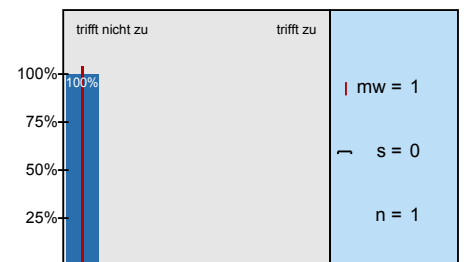 trifft nicht zu trifft zu
100%
100%
75%
50%
25%
mw = 1
s = 0
n = 1